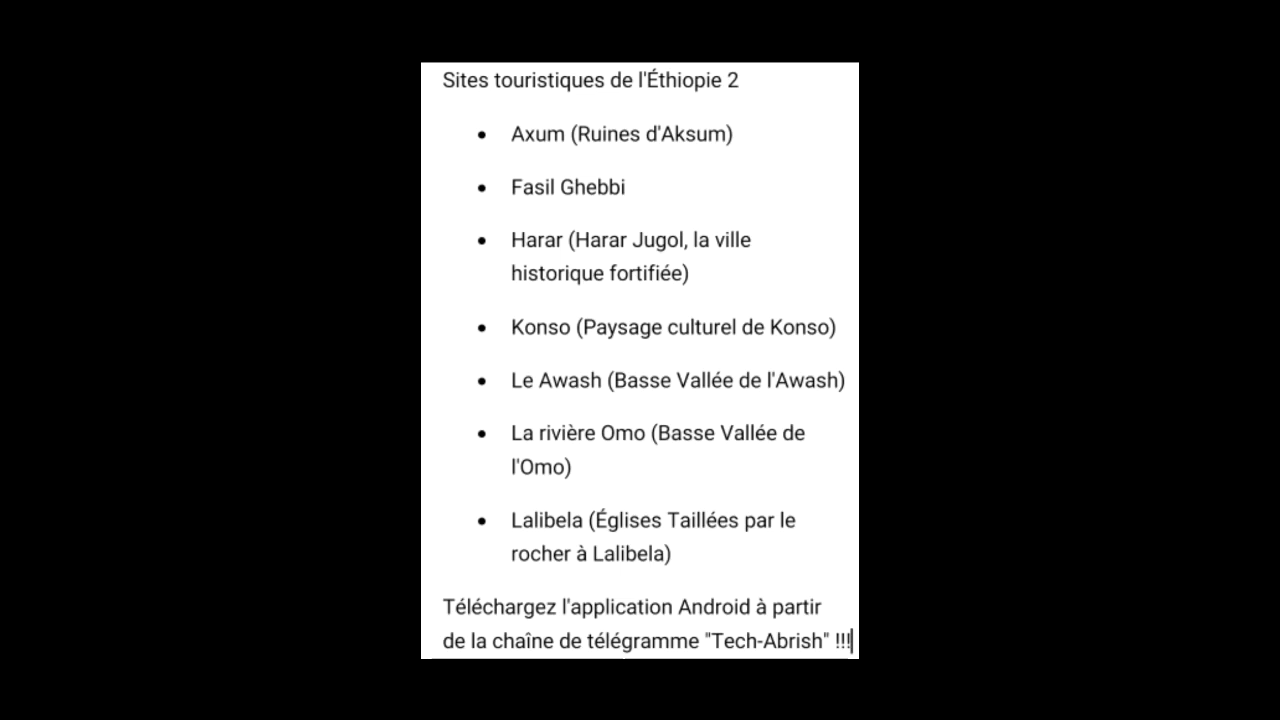 Sites touristiques de l'Éthiopie 2
• Axum (Ruines d'Aksum)
• Fasil Ghebbi
• Harar (Harar Jugol, la ville
historique fortifiée)
• Konso (Paysage culturel de Konso)
• Le Awash (Basse Vallée de l'Awash)
• La rivière Omo (Basse Vallée de
l'Omo)
• Lalibela (Églises Taillées par le
rocher à Lalibela)
Téléchargez l'application Android à partir
de la chaîne de télégramme "Tech-Abrish" !!!